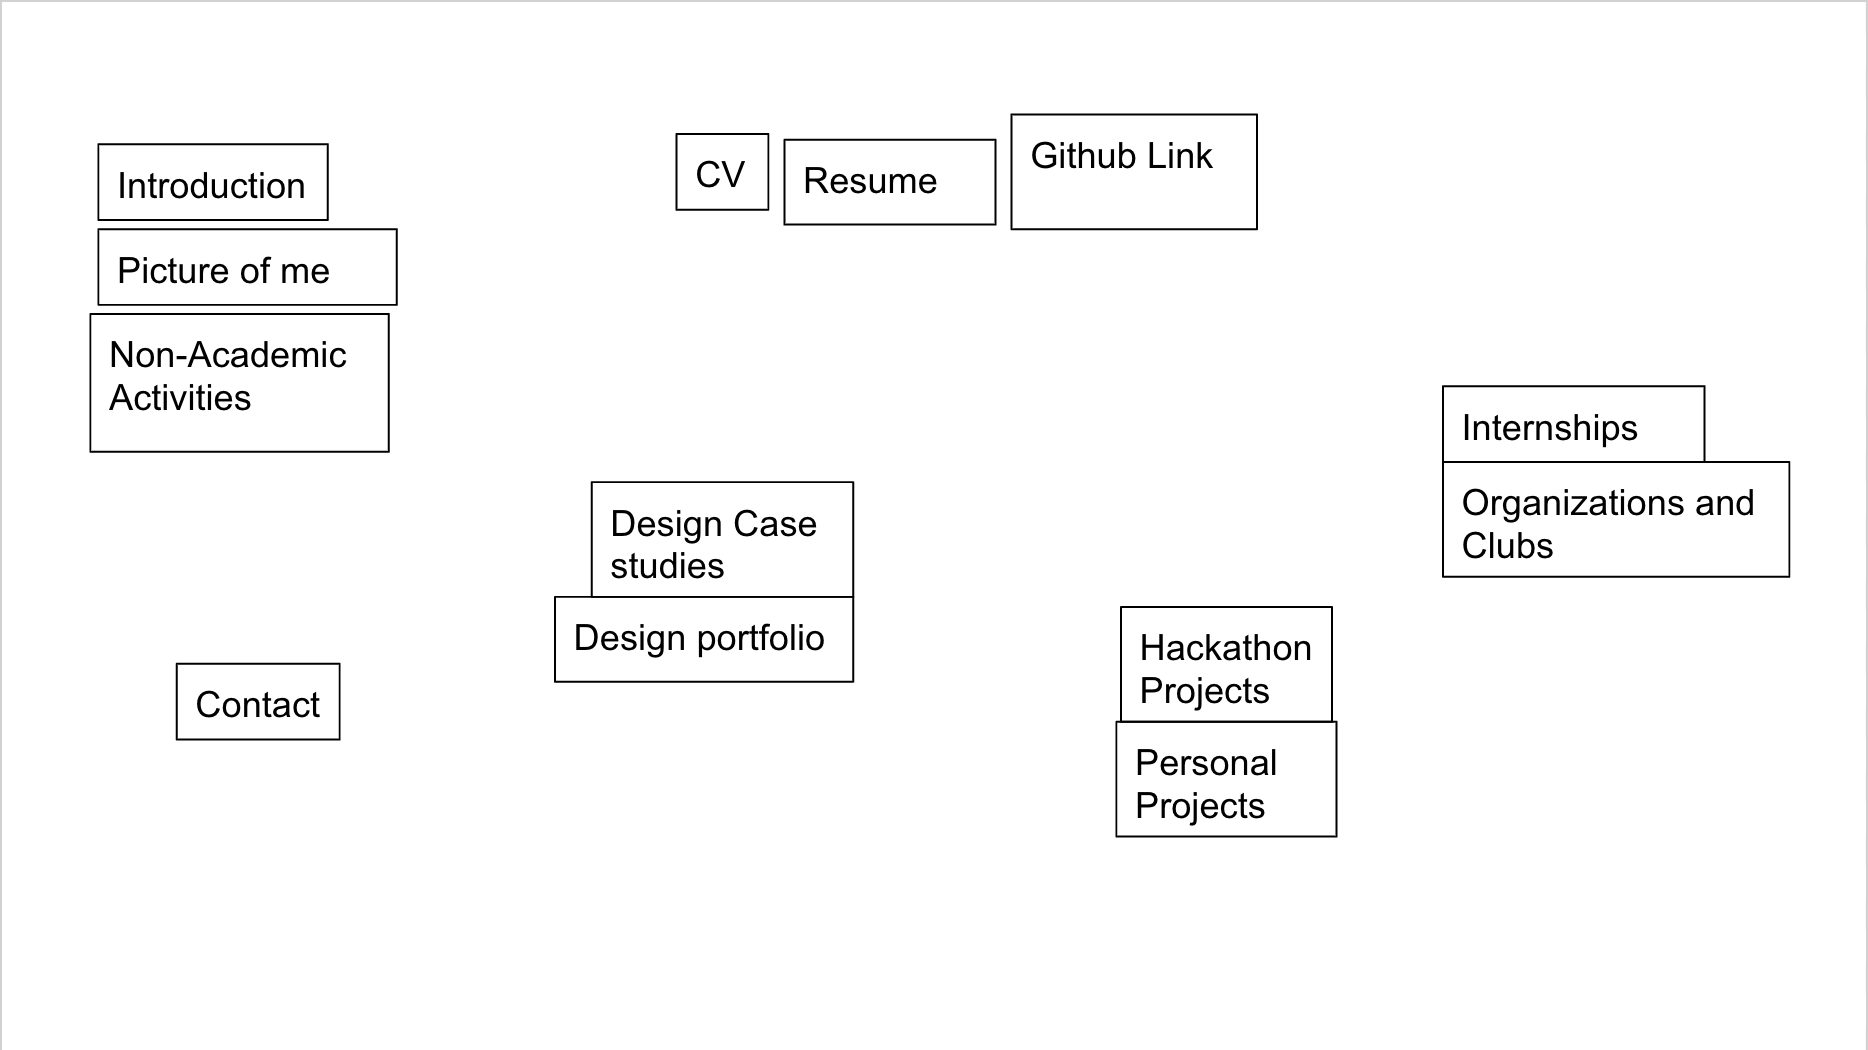 Introduction
Picture of me
Non-Academic
Activities
CV
Resume
Github Link
Internships
Organizations and
Clubs
Design Case
studies
Design portfolio
Hackathon
Projects
Personal
Projects
Contact